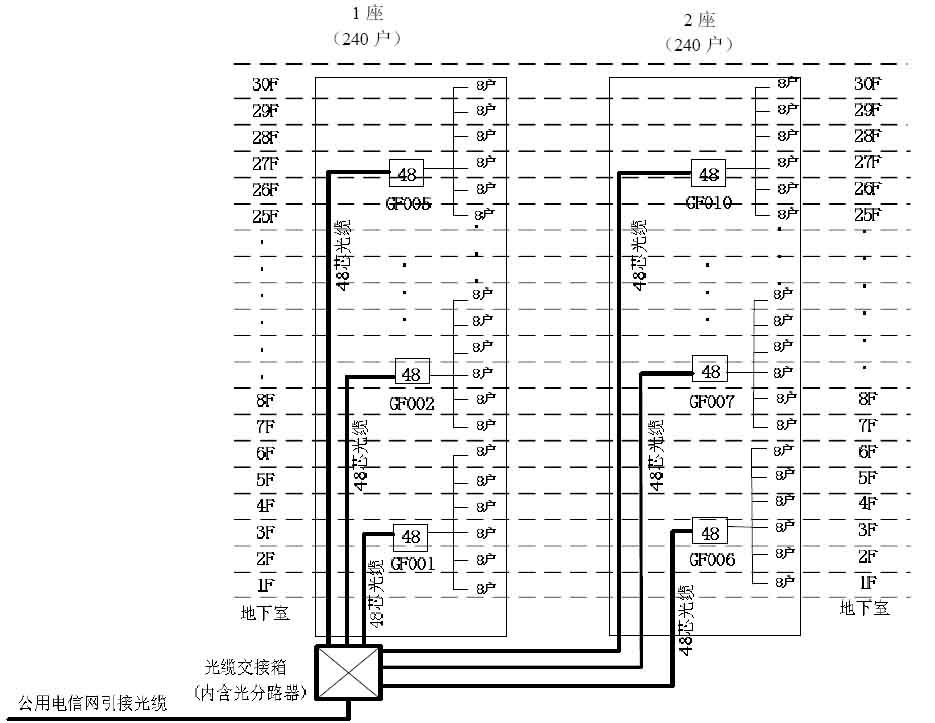 1座
（240户）
2座
（240户）
30F 8户 8户 30F
29F 8户 8户 29F
28F 8户 8户 28F
27F 48 8户 48 8户 27F
26F GF005 8户 GF010 8户 26F
25F 8户 8户 25F
48芯光缆 48芯光缆
8户 8户
8户 8户
8户 8户
48 8户 48 8户
8F GF002 8户 GF007 8户 8F
7F 8户 8户 7F
48芯光缆 48芯光缆
6F 8户 8户 6F
5F 8户 8户 5F
4F 8户 8户 4F
3F 48 8户 48 8户 3F
2F GF001 8户 GF006 8户 2F
1F 8户 8户 1F
48芯光缆 48芯光缆
地下室 地下室
光缆交接箱
（内含光分路器）
公用电信网引接光缆